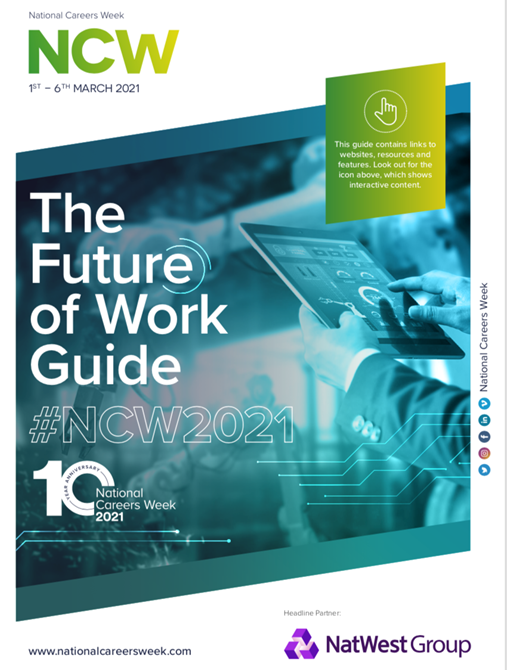 National Careers Week
NCW
1ST – 6TH MARCH 2021
This guide contains links to
websites, resources and
features. Look out for the
icon above, which shows
interactive content.
The
Future
of Work
Guide
#NCW2021
10
YEAR ANNIVERSARY
National
Careers Week
2021
National Careers Week
Headline Partner:
NatWest Group
www.nationalcareersweek.com